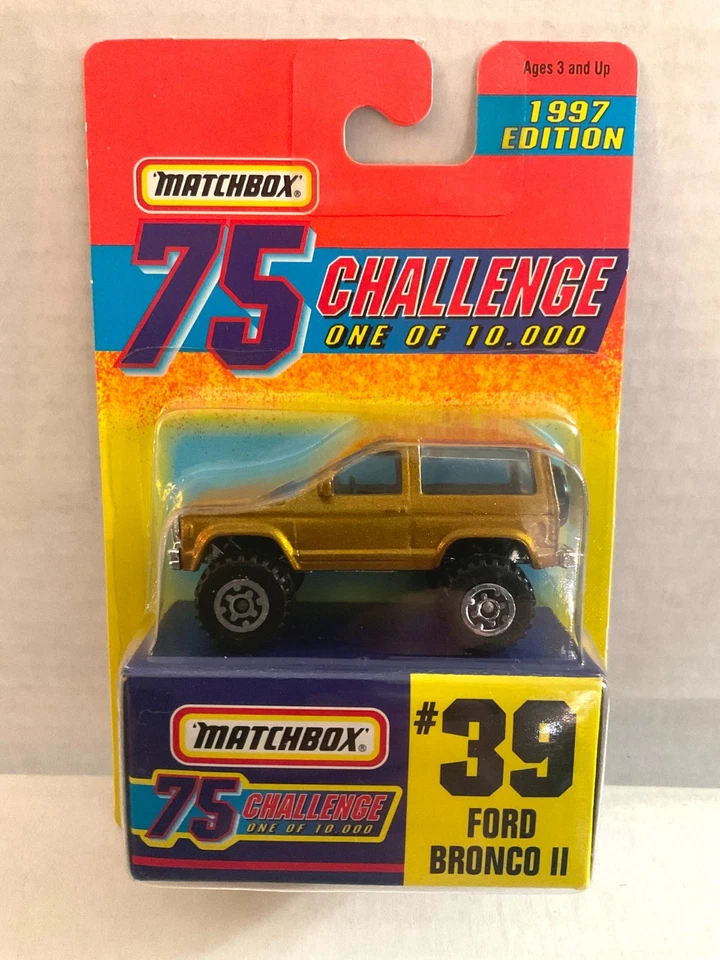 Ages 3 and Up
1997
EDITION
'MATCHBOX'®
75
CHALLENGE
ONE OF 10.000
'MATCHBOX'®
75
CHALLENGE
ONE OF 10.000
#39
FORD
BRONCO II